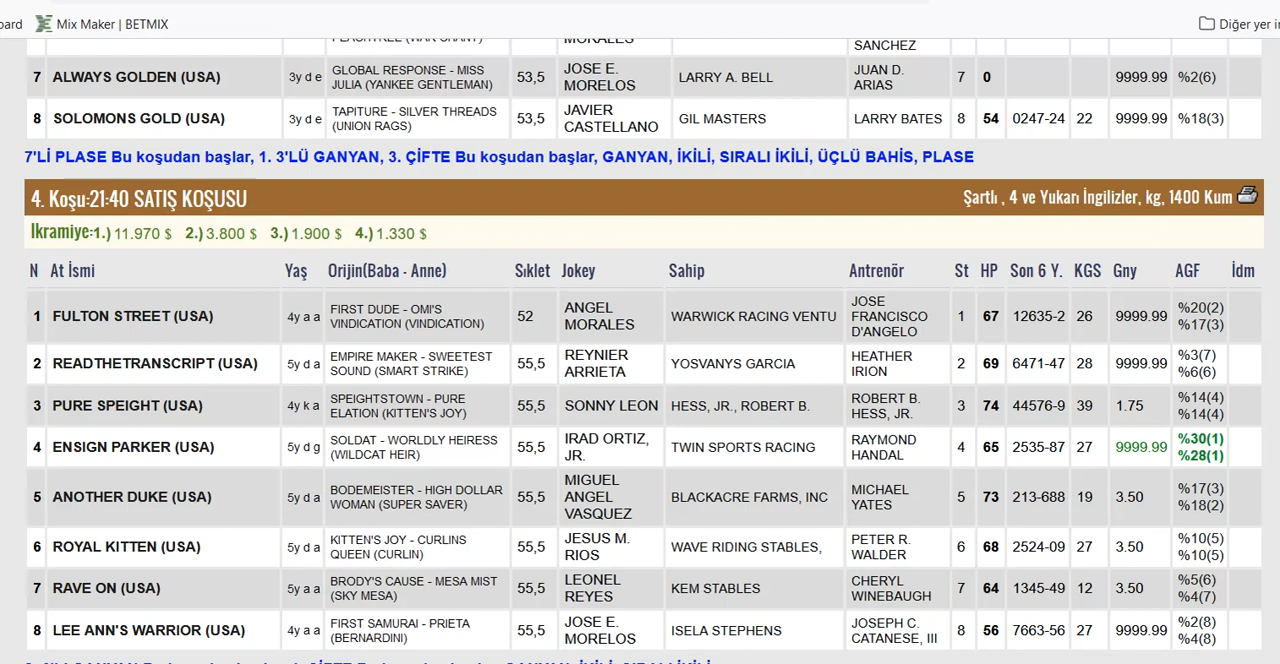 oard Mix Maker | BETMIX Diğer yer i
MORALES SANCHEZ
7 ALWAYS GOLDEN (USA) 3y d e GLOBAL RESPONSE - MISS JULIA (YANKEE GENTLEMAN) 53,5 JOSE E. MORELOS LARRY A. BELL JUAN D. ARIAS 7 0 9999.99 %2(6)
8 SOLOMONS GOLD (USA) 3y d e TAPITURE - SILVER THREADS (UNION RAGS) 53,5 JAVIER CASTELLANO GIL MASTERS LARRY BATES 8 54 0247-24 22 9999.99 %18(3)
7'Lİ PLASE Bu koşudan başlar, 1. 3'LÜ GANYAN, 3. ÇİFTE Bu koşudan başlar, GANYAN, İKİLİ, SIRALI İKİLİ, ÜÇLÜ BAHİS, PLASE
4. Koşu:21:40 SATIŞ KOŞUSU Şartlı , 4 ve Yukarı İngilizler, kg, 1400 Kum
Ikramiye:1.) 11.970 $ 2.) 3.800 $ 3.) 1.900 $ 4.) 1.330 $
N At İsmi Yaş Orijin(Baba - Anne) Sıklet Jokey Sahip Antrenör St HP Son 6 Y. KGS Gny AGF İdm
1 FULTON STREET (USA) 4y a a FIRST DUDE - OMI'S VINDICATION (VINDICATION) 52 ANGEL MORALES WARWICK RACING VENTU JOSE FRANCISCO D'ANGELO 1 67 12635-2 26 9999.99 %20(2) %17(3)
2 READTHETRANSCRIPT (USA) 5y d a EMPIRE MAKER - SWEETEST SOUND (SMART STRIKE) 55,5 REYNIER ARRIETA YOSVANYS GARCIA HEATHER IRION 2 69 6471-47 28 9999.99 %3(7) %6(6)
3 PURE SPEIGHT (USA) 4y k a SPEIGHTSTOWN - PURE ELATION (KITTEN'S JOY) 55,5 SONNY LEON HESS, JR., ROBERT B. ROBERT B. HESS, JR. 3 74 44576-9 39 1.75 %14(4) %14(4)
4 ENSIGN PARKER (USA) 5y d g SOLDAT - WORLDLY HEIRESS (WILDCAT HEIR) 55,5 IRAD ORTIZ, JR. TWIN SPORTS RACING RAYMOND HANDAL 4 65 2535-87 27 9999.99 %30(1) %28(1)
5 ANOTHER DUKE (USA) 5y d a BODEMEISTER - HIGH DOLLAR WOMAN (SUPER SAVER) 55,5 MIGUEL ANGEL VASQUEZ BLACKACRE FARMS, INC MICHAEL YATES 5 73 213-688 19 3.50 %17(3) %18(2)
6 ROYAL KITTEN (USA) 5y d a KITTEN'S JOY - CURLINS QUEEN (CURLIN) 55,5 JESUS M. RIOS WAVE RIDING STABLES, PETER R. WALDER 6 68 2524-09 27 3.50 %10(5) %10(5)
7 RAVE ON (USA) 5y a a BRODY'S CAUSE - MESA MIST (SKY MESA) 55,5 LEONEL REYES KEM STABLES CHERYL WINEBAUGH 7 64 1345-49 12 3.50 %5(6) %4(7)
8 LEE ANN'S WARRIOR (USA) 4y a a FIRST SAMURAI - PRIETA (BERNARDINI) 55,5 JOSE E. MORELOS ISELA STEPHENS JOSEPH C. CATANESE, III 8 56 7663-56 27 9999.99 %2(8) %4(8)